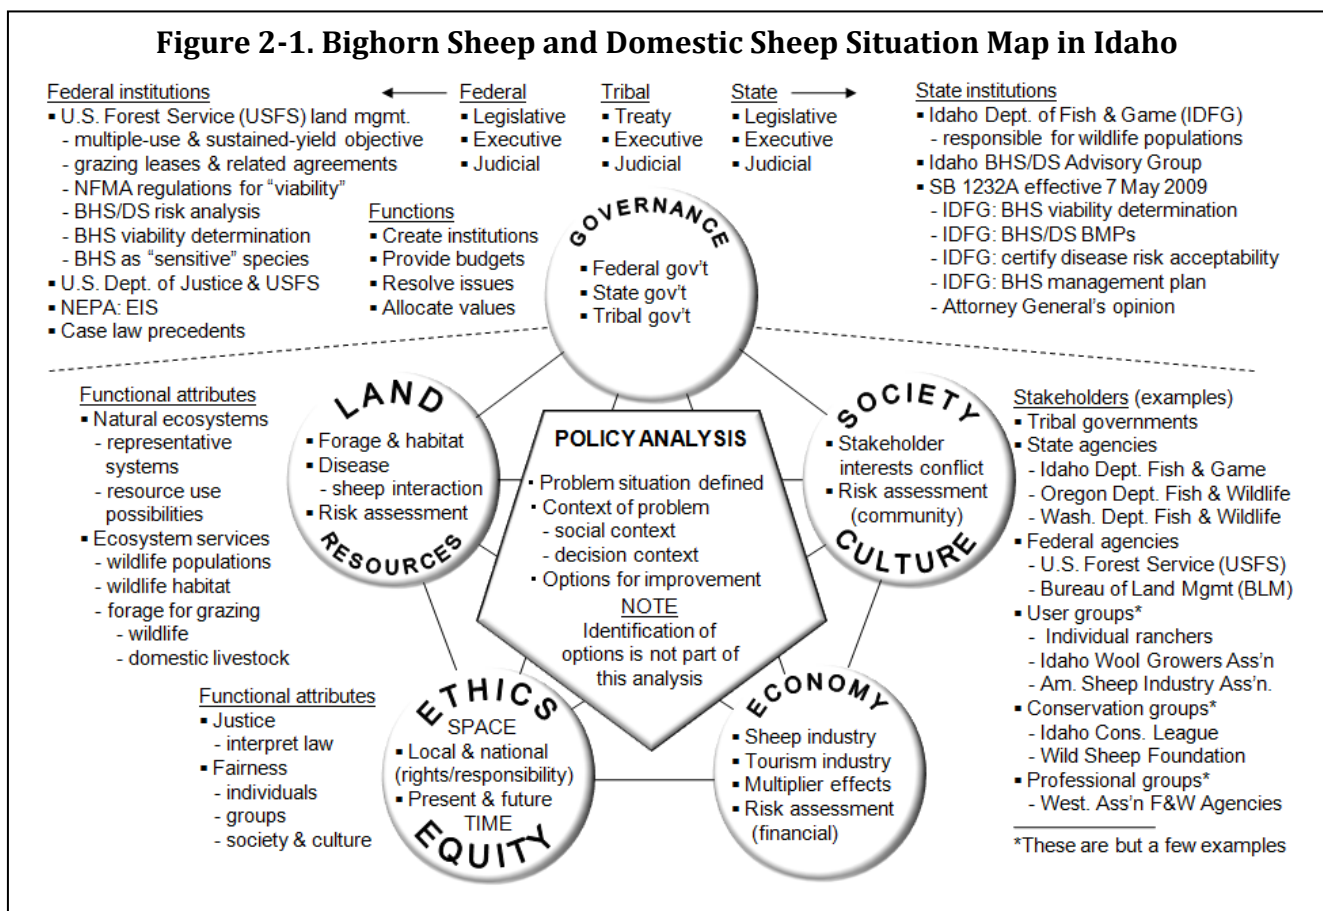 Figure 2-1. Bighorn Sheep and Domestic Sheep Situation Map in Idaho
Federal institutions
▪ U.S. Forest Service (USFS) land mgmt.
- multiple-use & sustained-yield objective
- grazing leases & related agreements
- NFMA regulations for “viability”
- BHS/DS risk analysis
- BHS viability determination
- BHS as “sensitive” species
▪ U.S. Dept. of Justice & USFS
▪ NEPA: EIS
▪ Case law precedents
Federal
▪ Legislative
▪ Executive
▪ Judicial
Tribal
▪ Treaty
▪ Executive
▪ Judicial
State
▪ Legislative
▪ Executive
▪ Judicial
State institutions
▪ Idaho Dept. of Fish & Game (IDFG)
- responsible for wildlife populations
▪ Idaho BHS/DS Advisory Group
▪ SB 1232A effective 7 May 2009
- IDFG: BHS viability determination
- IDFG: BHS/DS BMPs
- IDFG: certify disease risk acceptability
- IDFG: BHS management plan
- Attorney General’s opinion
Functions
▪ Create institutions
▪ Provide budgets
▪ Resolve issues
▪ Allocate values
GOVERNANCE
▪ Federal gov’t
▪ State gov’t
▪ Tribal gov’t
Functional attributes
▪ Natural ecosystems
- representative
systems
- resource use
possibilities
▪ Ecosystem services
- wildlife populations
- wildlife habitat
- forage for grazing
- wildlife
- domestic livestock
LAND
▪ Forage & habitat
▪ Disease
- sheep interaction
▪ Risk assessment
RESOURCES
POLICY ANALYSIS
▪ Problem situation defined
▪ Context of problem
- social context
- decision context
▪ Options for improvement
NOTE
Identification of
options is not part of
this analysis
SOCIETY
▪ Stakeholder
interests conflict
▪ Risk assessment
(community)
CULTURE
Stakeholders (examples)
▪ Tribal governments
▪ State agencies
- Idaho Dept. Fish & Game
- Oregon Dept. Fish & Wildlife
- Wash. Dept. Fish & Wildlife
▪ Federal agencies
- U.S. Forest Service (USFS)
- Bureau of Land Mgmt (BLM)
▪ User groups*
- Individual ranchers
- Idaho Wool Growers Ass’n
- Am. Sheep Industry Ass’n.
▪ Conservation groups*
- Idaho Cons. League
- Wild Sheep Foundation
▪ Professional groups*
- West. Ass’n F&W Agencies
*These are but a few examples
Functional attributes
▪ Justice
- interpret law
▪ Fairness
- individuals
- groups
- society & culture
ETHICS
SPACE
▪ Local & national
(rights/responsibility)
▪ Present & future
TIME
EQUITY
ECONOMY
▪ Sheep industry
▪ Tourism industry
▪ Multiplier effects
▪ Risk assessment
(financial)